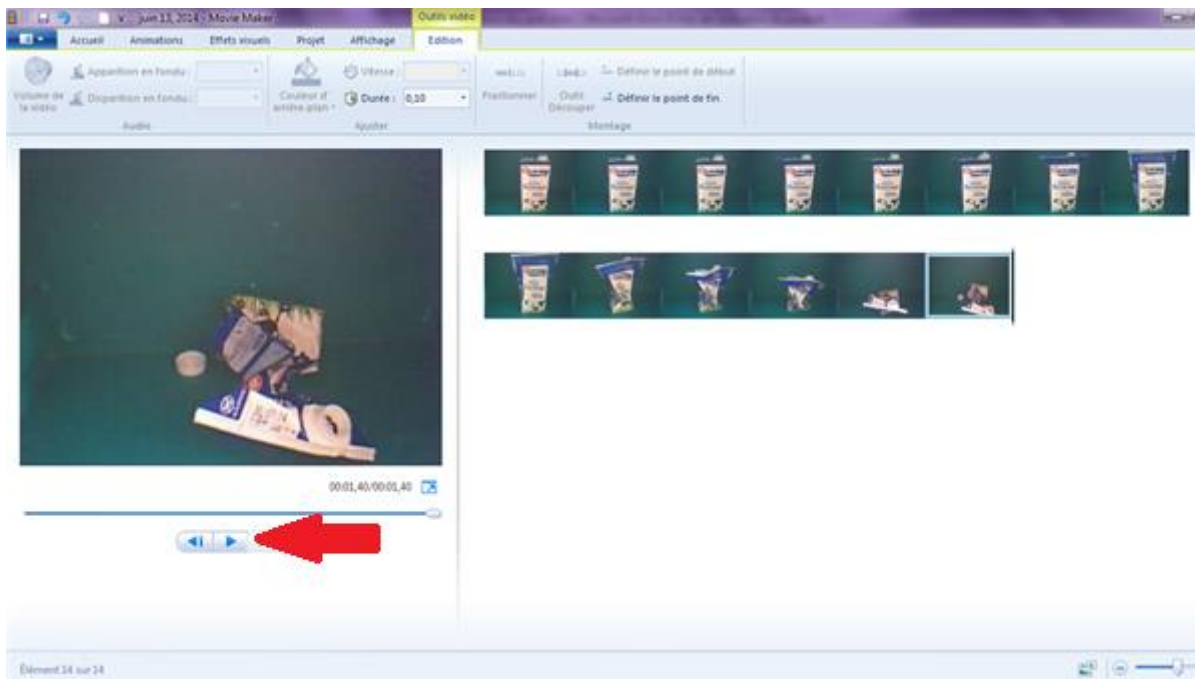 V... juin 13, 2014 - Movie Maker
Outils vidéo
Accueil Animations Effets visuels Projet Affichage Edition
Volume de la vidéo
Apparition en fondu :
Disparition en fondu :
Audio
Couleur d'arrière plan
Vitesse :
Durée : 0,10
Ajuster
Fractionner
Outil Découper
Définir le point de début
Définir le point de fin
Montage
00:01,40/00:01,40
Élément 14 sur 14